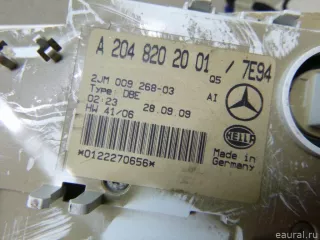 A 204 820 20 01 / 7E94
2JM 009 268-03 Q5
Type: DBE AI
02:23 28.09.09
HW 41/06
HELLA
Made in
Germany
*0122270656*
© eaural.ru